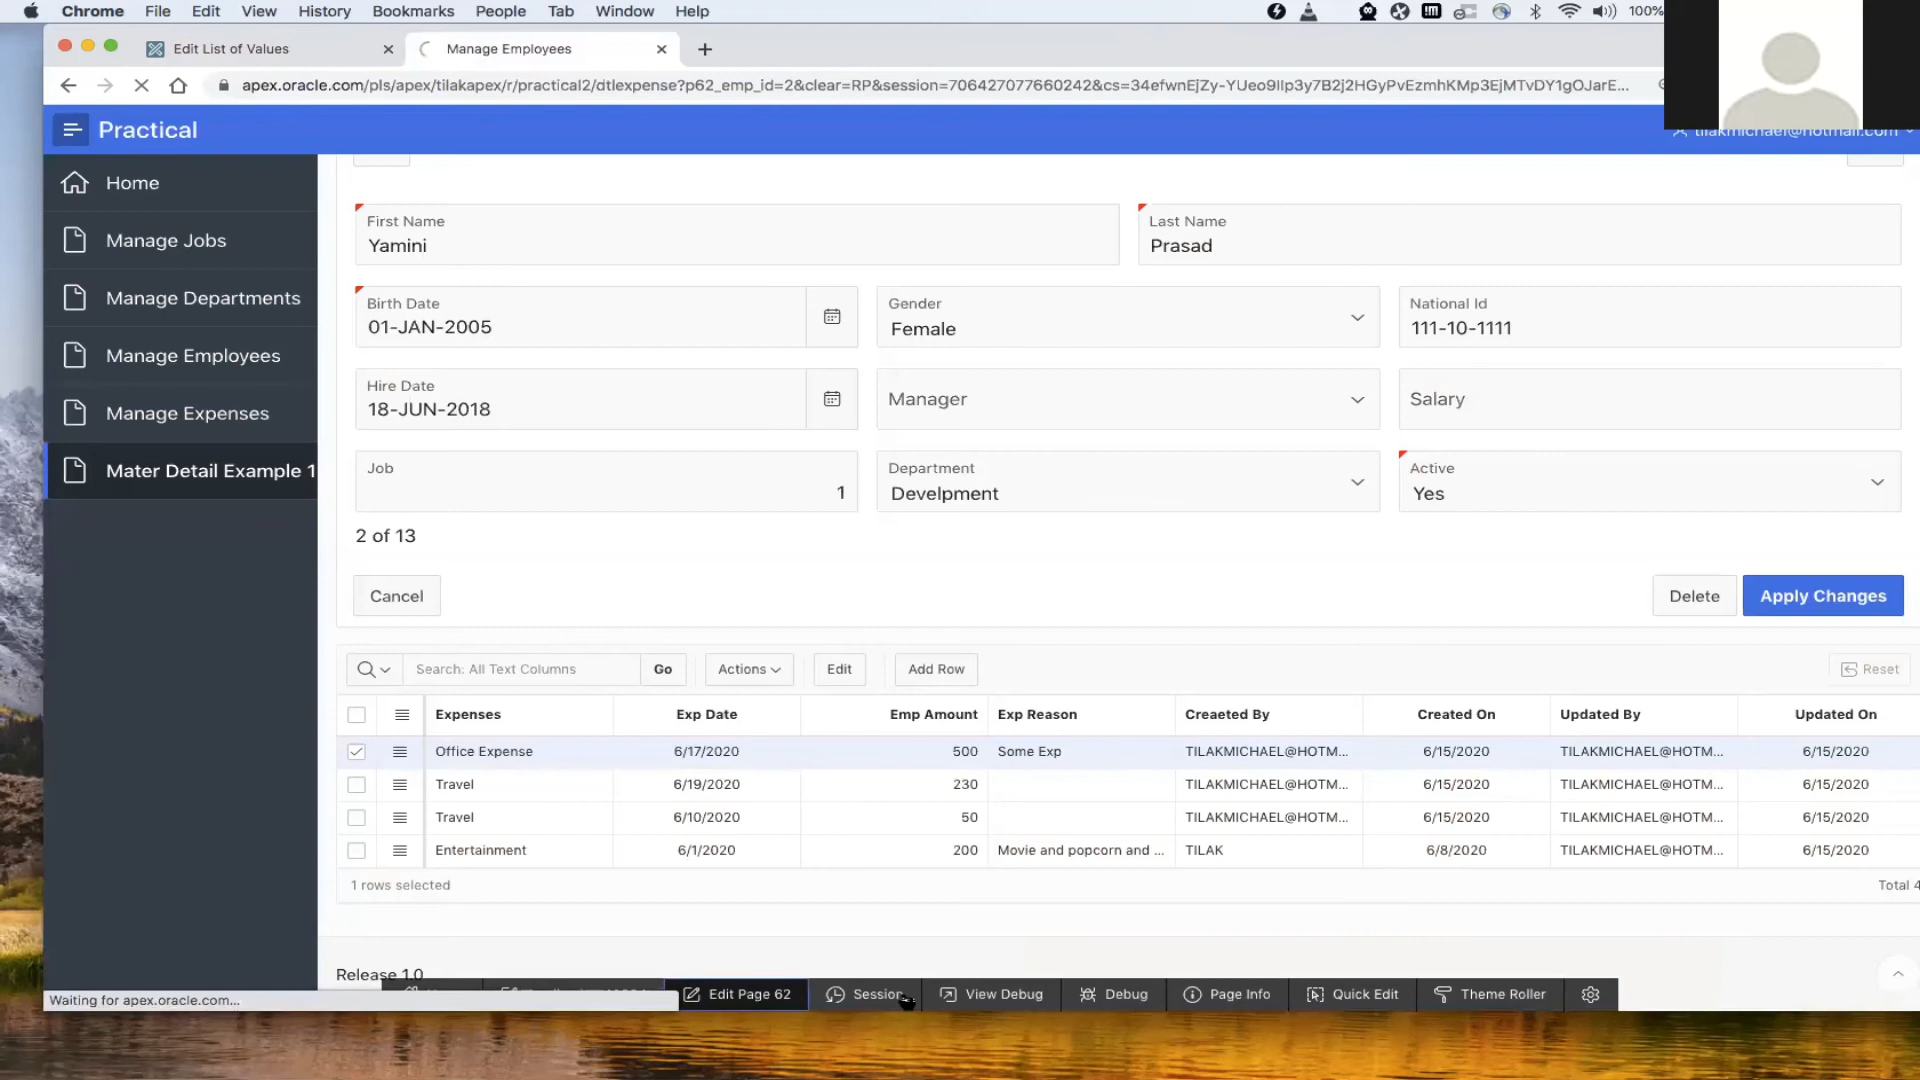 Chrome File Edit View History Bookmarks People Tab Window Help 100%
Edit List of Values Manage Employees
apex.oracle.com/pls/apex/tilakapex/r/practical2/dtlexpense?p62_emp_id=2&clear=RP&session=706427077660242&cs=34efwnEjZy-YUeo9IIp3y7B2j2HGyPvEzmhKMp3EjMTvDY1gOJarE...
Practical tilakmichael@hotmail.com
Home
Manage Jobs
Manage Departments
Manage Employees
Manage Expenses
Mater Detail Example 1
First Name Last Name
Yamini Prasad
Birth Date Gender National Id
01-JAN-2005 Female 111-10-1111
Hire Date Manager Salary
18-JUN-2018
Job Department Active
1 Develpment Yes
2 of 13
Cancel Delete Apply Changes
Search: All Text Columns Go Actions Edit Add Row Reset
Expenses Exp Date Emp Amount Exp Reason Creaeted By Created On Updated By Updated On
Office Expense 6/17/2020 500 Some Exp TILAKMICHAEL@HOTM... 6/15/2020 TILAKMICHAEL@HOTM... 6/15/2020
Travel 6/19/2020 230 TILAKMICHAEL@HOTM... 6/15/2020 TILAKMICHAEL@HOTM... 6/15/2020
Travel 6/10/2020 50 TILAKMICHAEL@HOTM... 6/15/2020 TILAKMICHAEL@HOTM... 6/15/2020
Entertainment 6/1/2020 200 Movie and popcorn and ... TILAK 6/8/2020 TILAKMICHAEL@HOTM... 6/15/2020
1 rows selected Total 4
Release 1.0
Waiting for apex.oracle.com... Edit Page 62 Session View Debug Debug Page Info Quick Edit Theme Roller